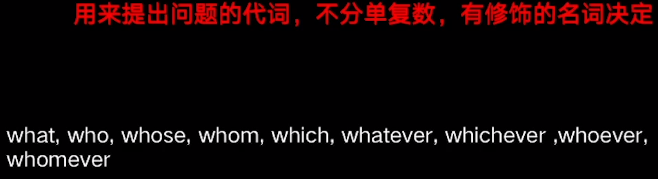 用来提出问题的代词，不分单复数，有修饰的名词决定
what, who, whose, whom, which, whatever, whichever ,whoever,
whomever